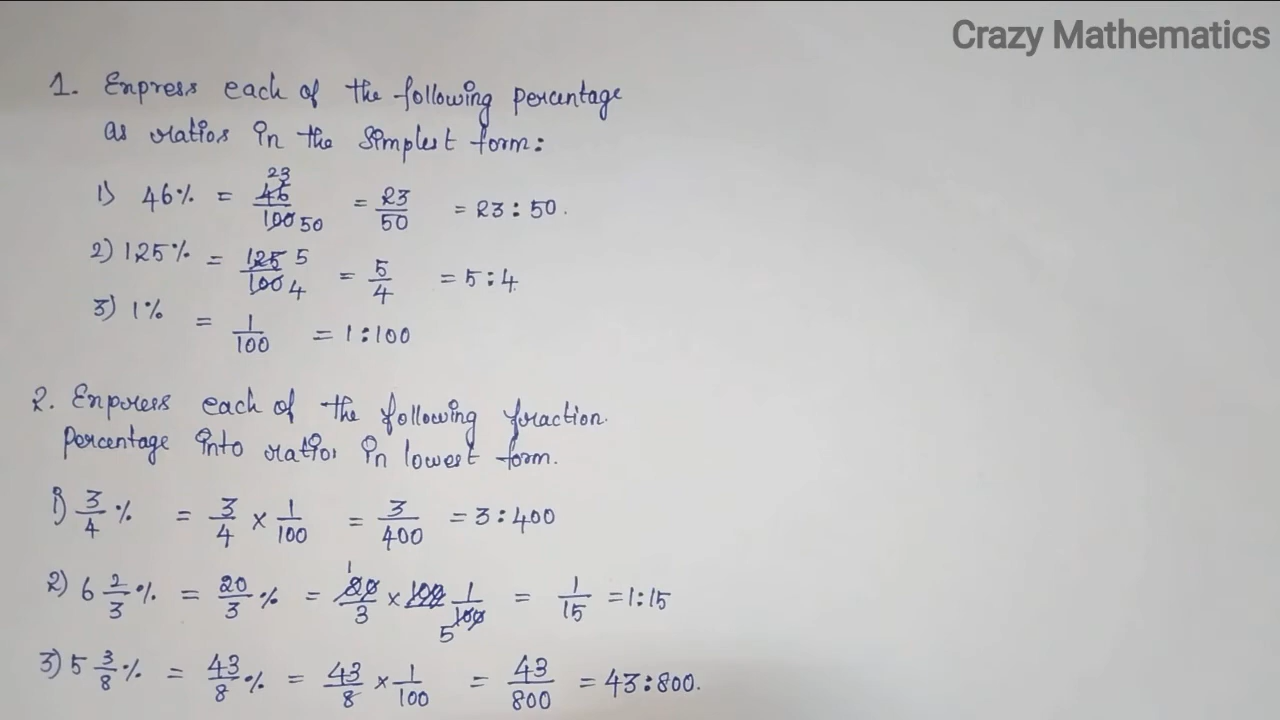 Crazy Mathematics
1. Express each of the following percentage
as ratios in the simplest form:
1) 46% = 46/100 23 50 = 23/50 = 23:50.
2) 125% = 125/100 5 4 = 5/4 = 5:4.
3) 1% = 1/100 = 1:100
2. Express each of the following fraction.
Percentage into ratios in lowest form.
1) 3/4 % = 3/4 × 1/100 = 3/400 = 3:400
2) 6 2/3 % = 20/3 % = 20/3 1 × 100 1/100 5 = 1/15 = 1:15
3) 5 3/8 % = 43/8 % = 43/8 × 1/100 = 43/800 = 43:800.